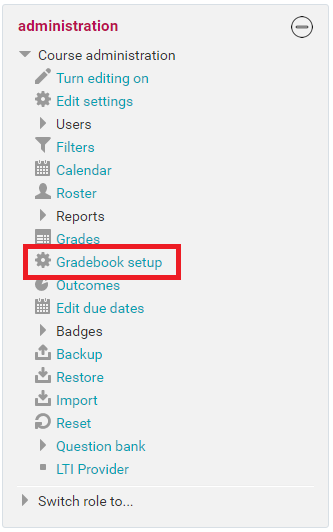 administration
Course administration
Turn editing on
Edit settings
Users
Filters
Calendar
Roster
Reports
Grades
Gradebook setup
Outcomes
Edit due dates
Badges
Backup
Restore
Import
Reset
Question bank
LTI Provider
Switch role to...